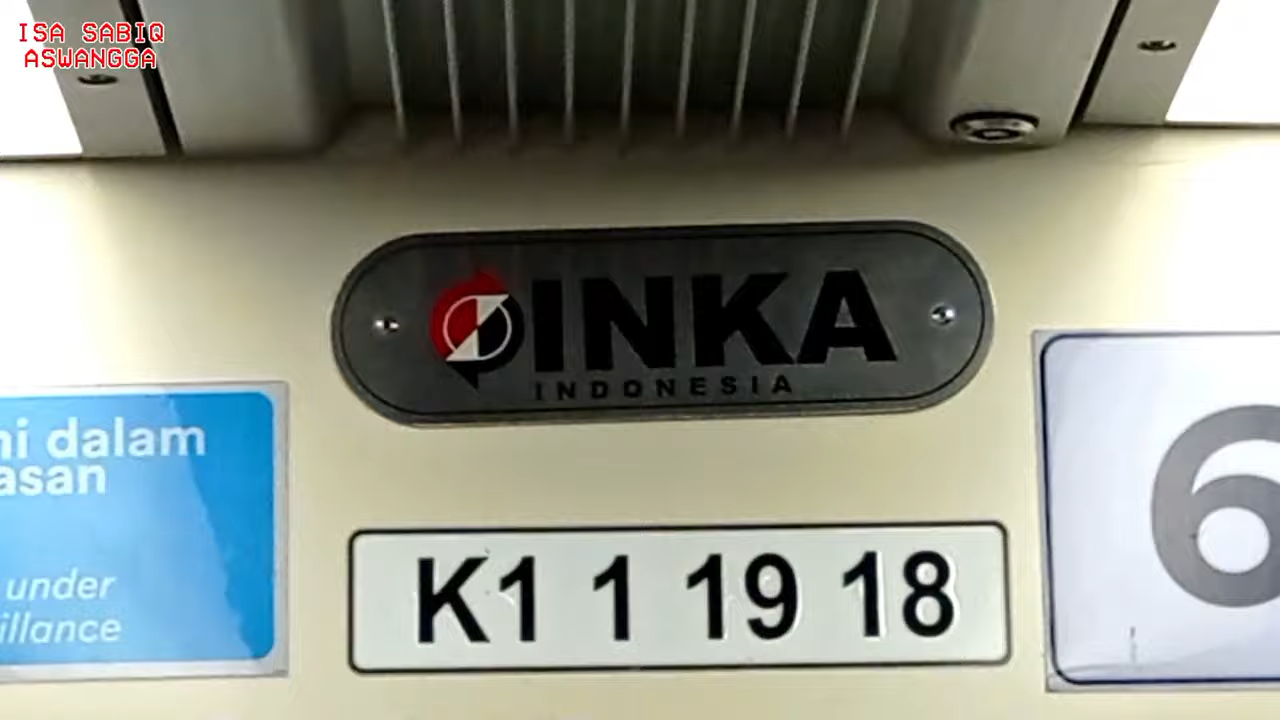 ISA SABIQ
ASWANGGA
INKA
INDONESIA
ni dalam
asan
under
illance
K1 1 19 18
6